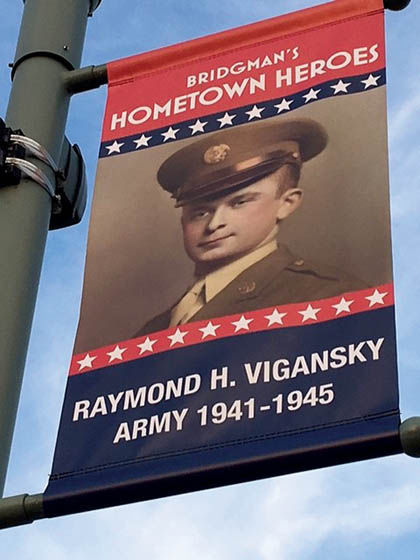 BRIDGMAN'S
HOMETOWN HEROES
RAYMOND H. VIGANSKY
ARMY 1941-1945